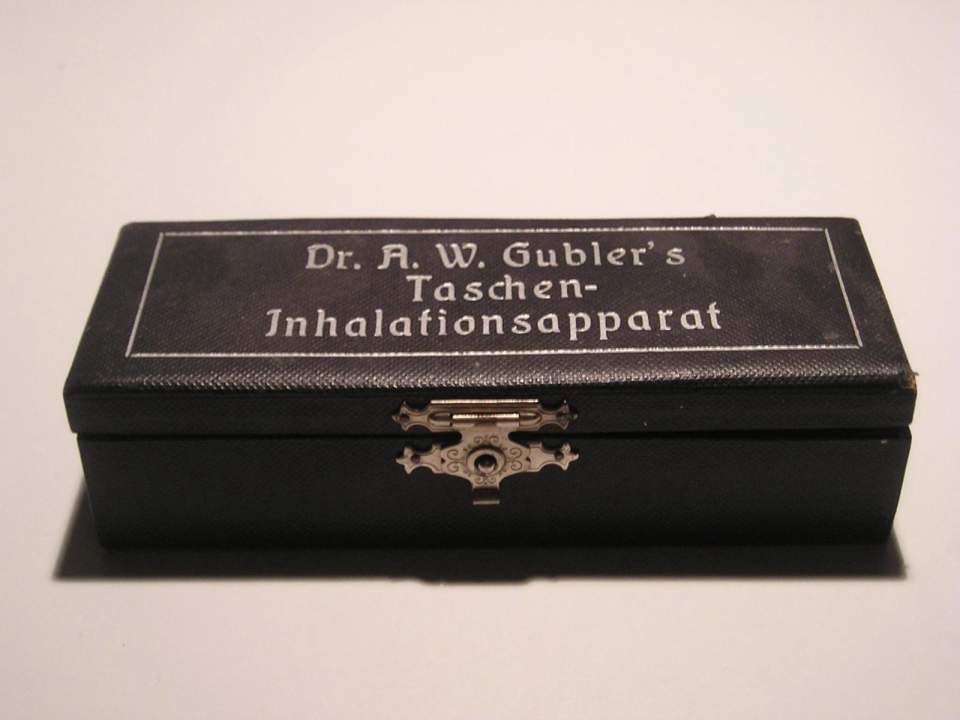 Dr. A. W. Gubler's
Taschen-
Inhalationsapparat